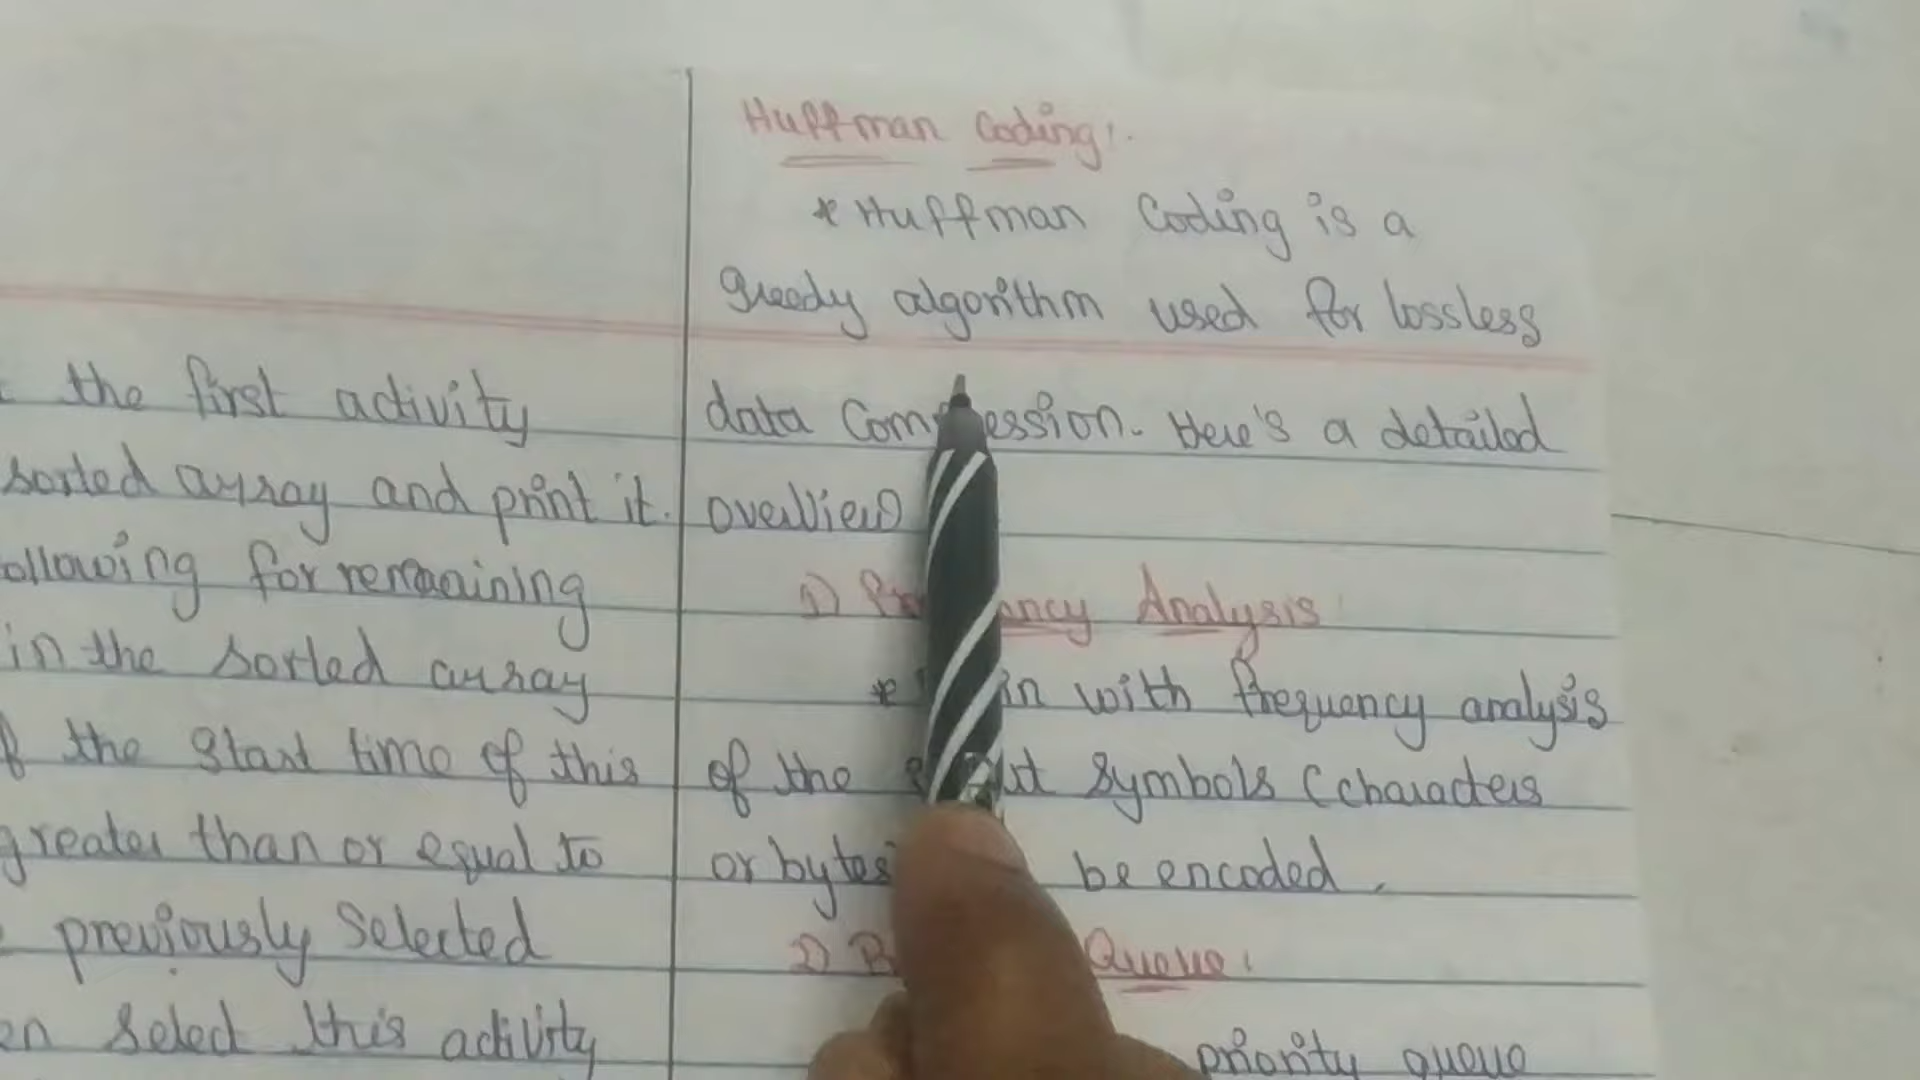 the first activity
sorted array and print it.
ollowing for remaining
in the sorted array
the start time of this
greater than or equal to
previously Selected
en select this activity
Huffman Coding:
* Huffman Coding is a
greedy algorithm used for lossless
data Com ession. Here's a detailed
overview
1) ancy Analysis:
* in with frequency analysis
of the ut Symbols (characters
or bytes be encoded.
2) Queue:
priority queue